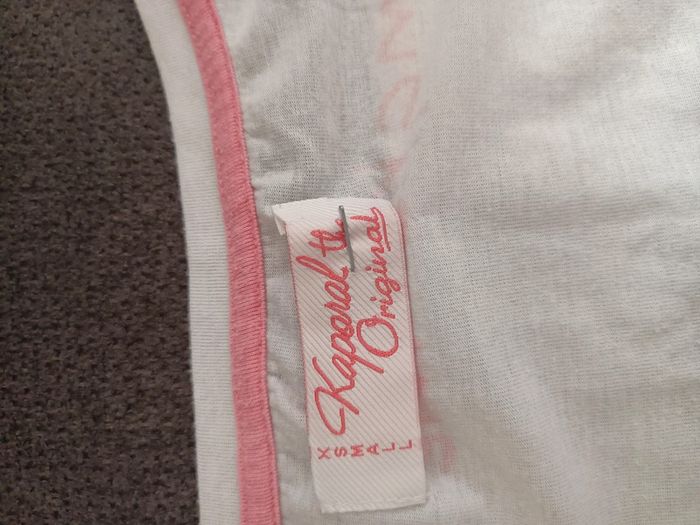 Kaporal the
Original
XSMALL